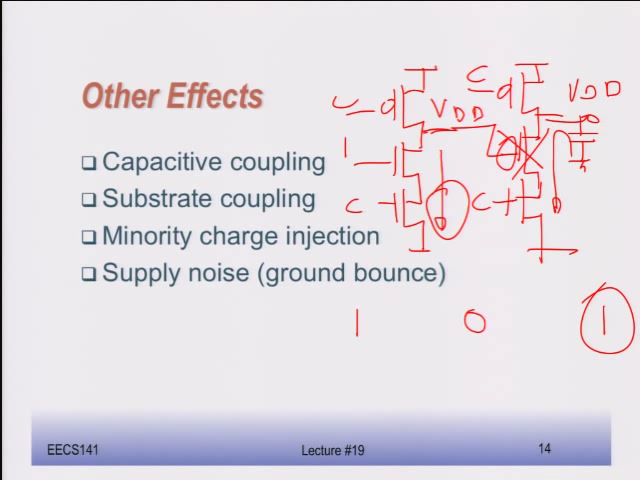 Other Effects
Capacitive coupling
Substrate coupling
Minority charge injection
Supply noise (ground bounce)
C VDD C VDD
1
C C
1 0 1
EECS141 Lecture #19 14